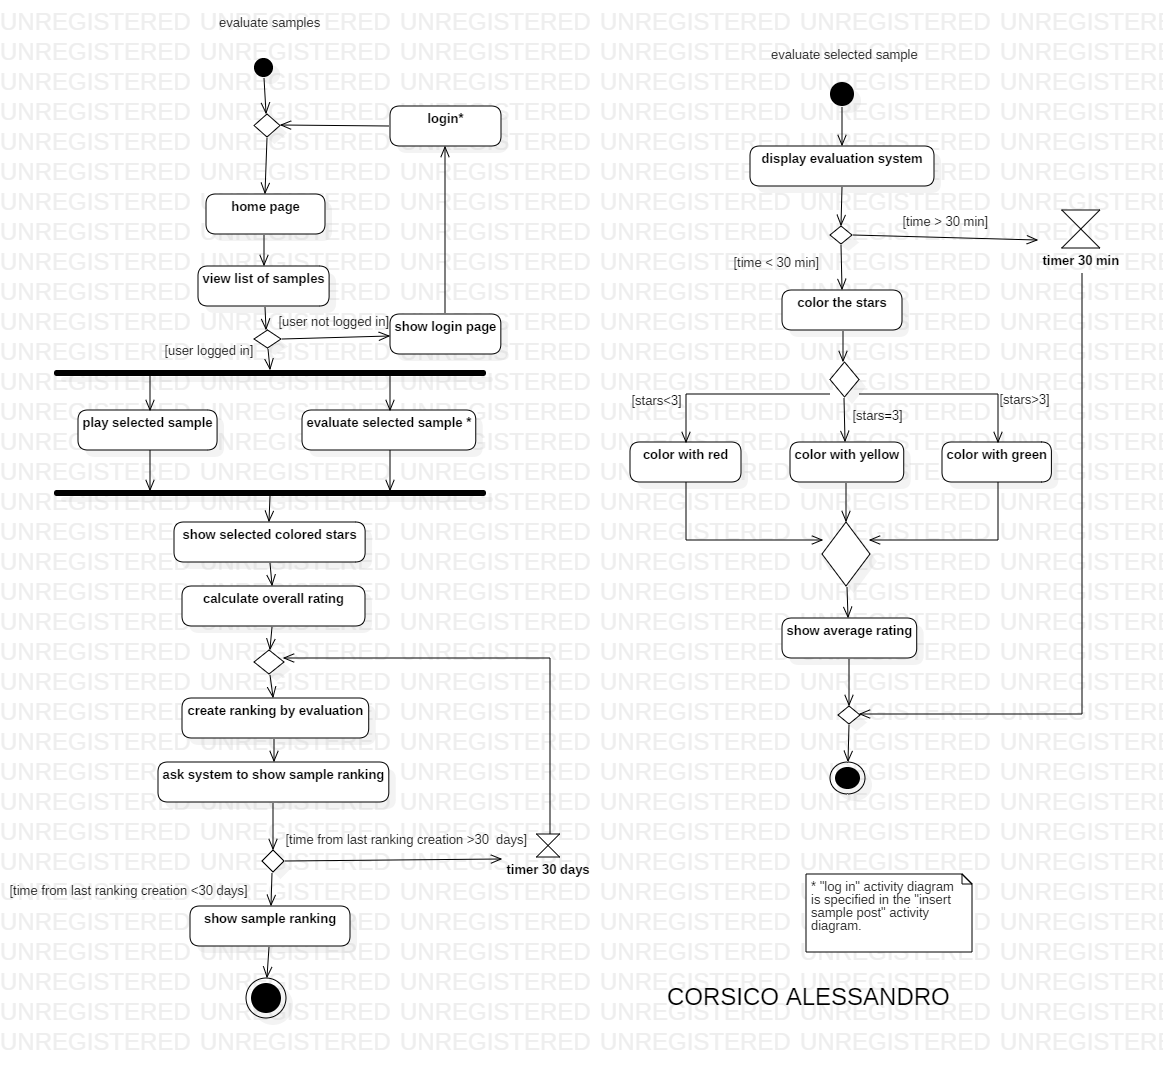 evaluate samples
login*
home page
view list of samples
[user not logged in]
show login page
[user logged in]
play selected sample
evaluate selected sample *
show selected colored stars
calculate overall rating
create ranking by evaluation
ask system to show sample ranking
[time from last ranking creation >30  days]
timer 30 days
[time from last ranking creation <30 days]
show sample ranking
evaluate selected sample
display evaluation system
[time > 30 min]
timer 30 min
[time < 30 min]
color the stars
[stars<3]
[stars=3]
[stars>3]
color with red
color with yellow
color with green
show average rating
* "log in" activity diagram
is specified in the "insert
sample post" activity
diagram.
CORSICO ALESSANDRO
UNREGISTERED